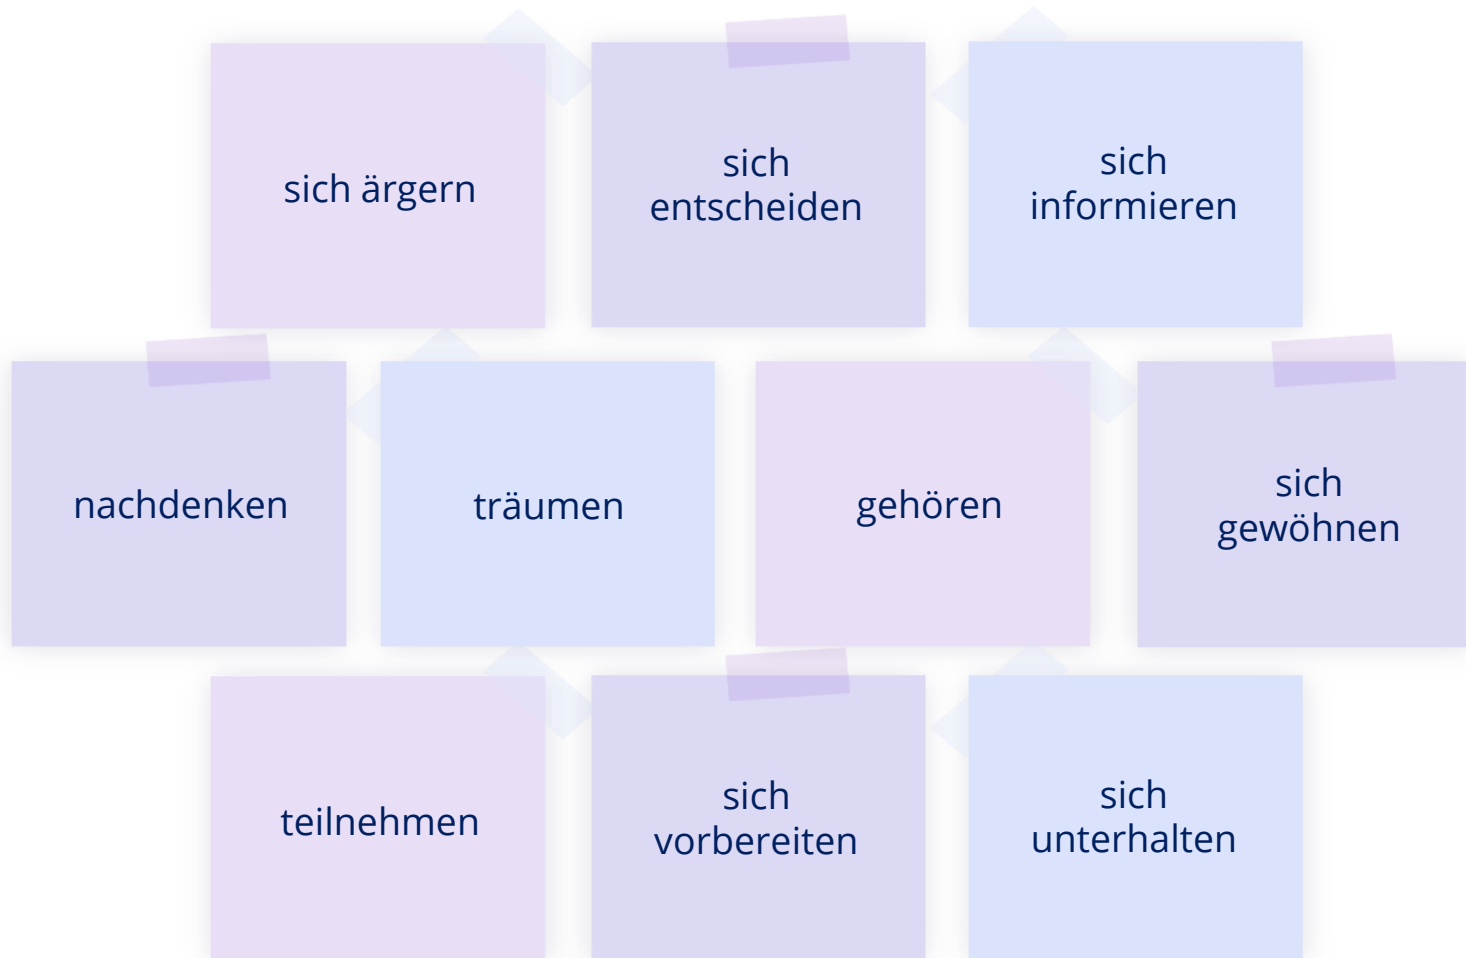 sich ärgern
sich
entscheiden
sich
informieren
nachdenken
träumen
gehören
sich
gewöhnen
teilnehmen
sich
vorbereiten
sich
unterhalten